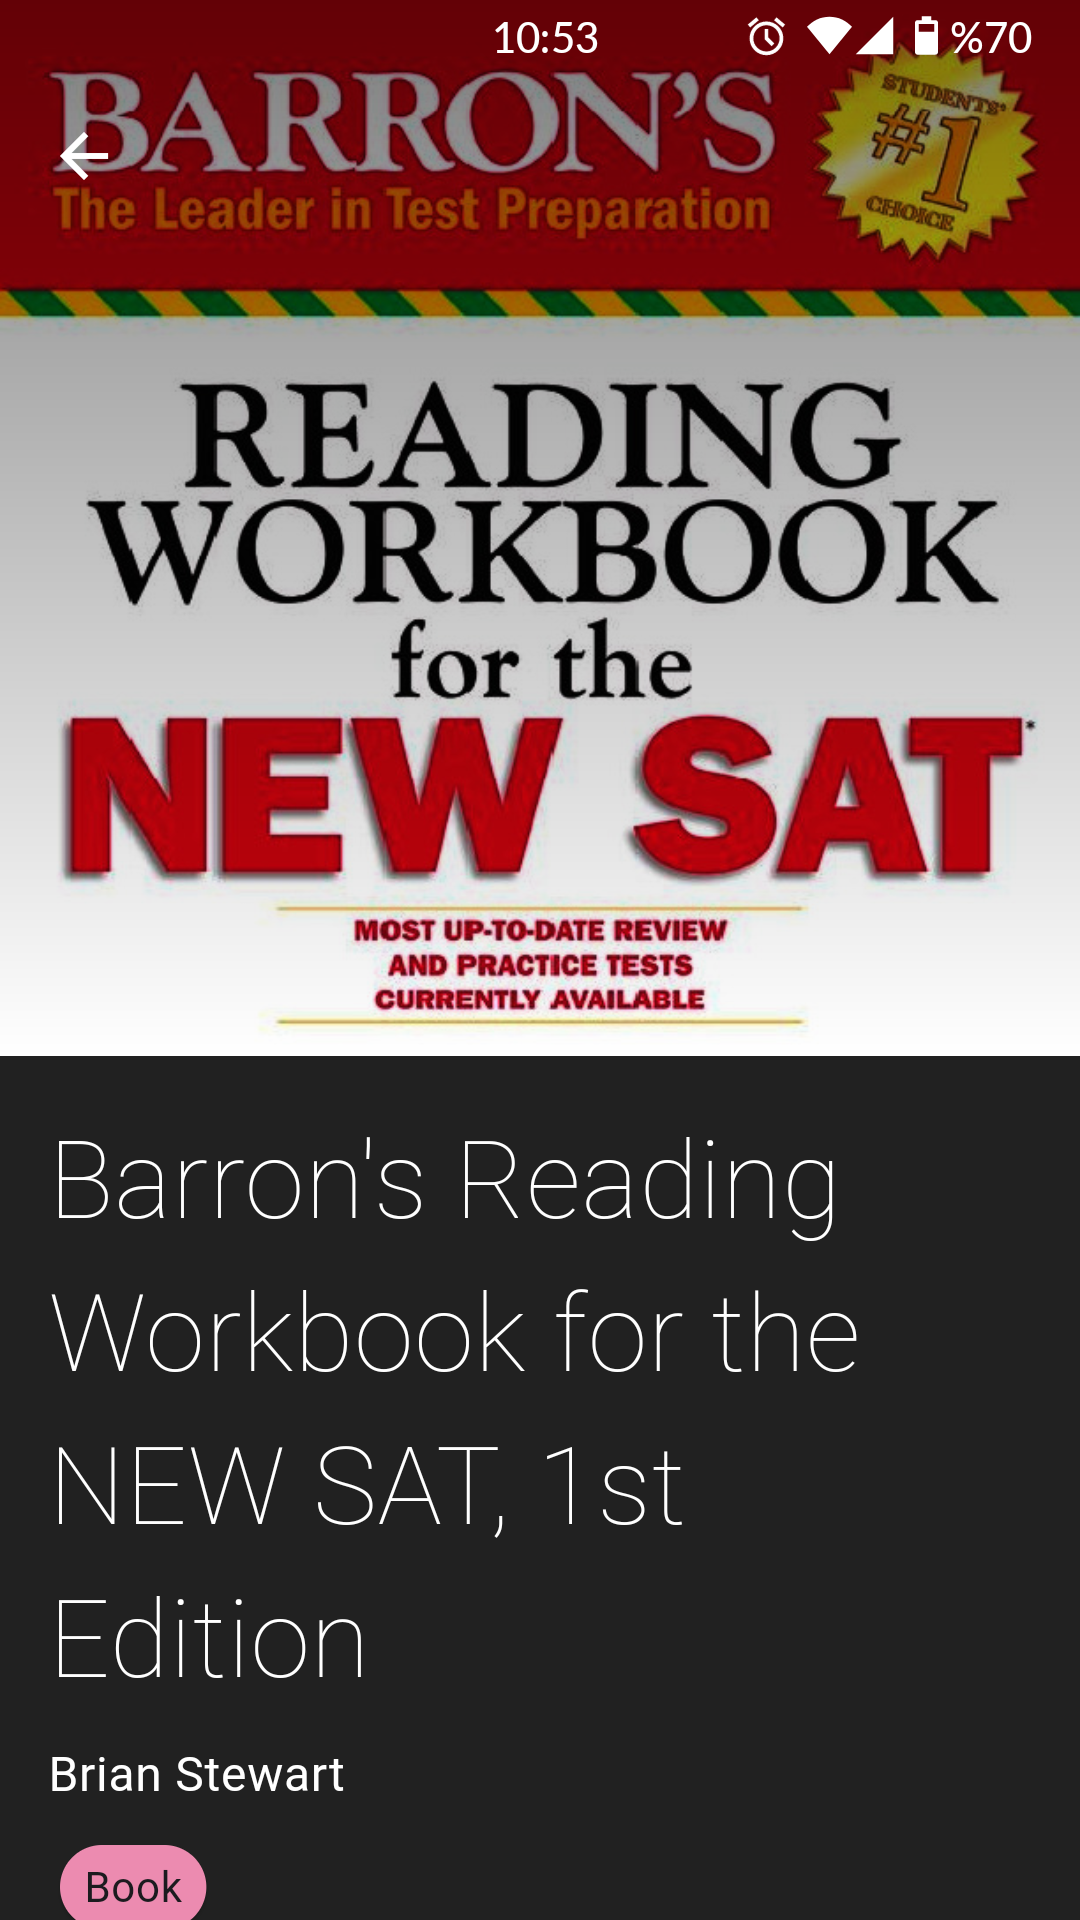 10:53
%70
BARRON'S
The Leader in Test Preparation
STUDENTS'
#1
CHOICE
READING
WORKBOOK
for the
NEW SAT*
MOST UP-TO-DATE REVIEW
AND PRACTICE TESTS
CURRENTLY AVAILABLE
Barron's Reading
Workbook for the
NEW SAT, 1st
Edition
Brian Stewart
Book